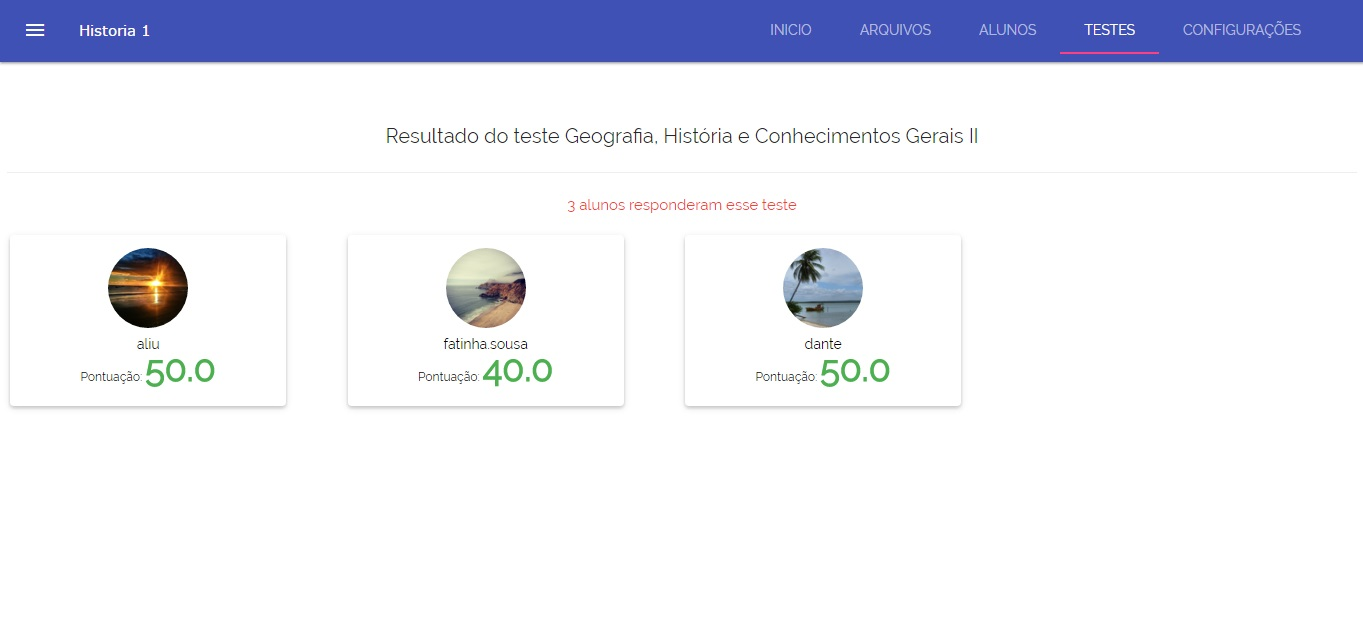 Historia 1 INICIO ARQUIVOS ALUNOS TESTES CONFIGURAÇÕES
Resultado do teste Geografia, História e Conhecimentos Gerais II
3 alunos responderam esse teste
aliu
Pontuação: 50.0
fatinha.sousa
Pontuação: 40.0
dante
Pontuação: 50.0